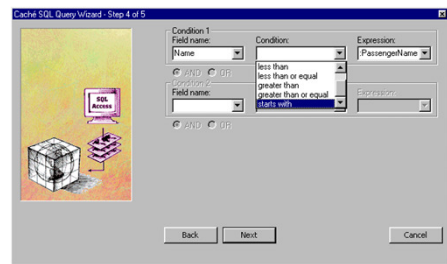 Caché SQL Query Wizard - Step 4 of 5
Condition 1
Field name: Condition: Expression:
Name :PassengerName
less than
less than or equal
greater than
greater than or equal
starts with
AND OR
Condition 2
Field name: Expression:
AND OR
SQL
Access
Back Next Cancel